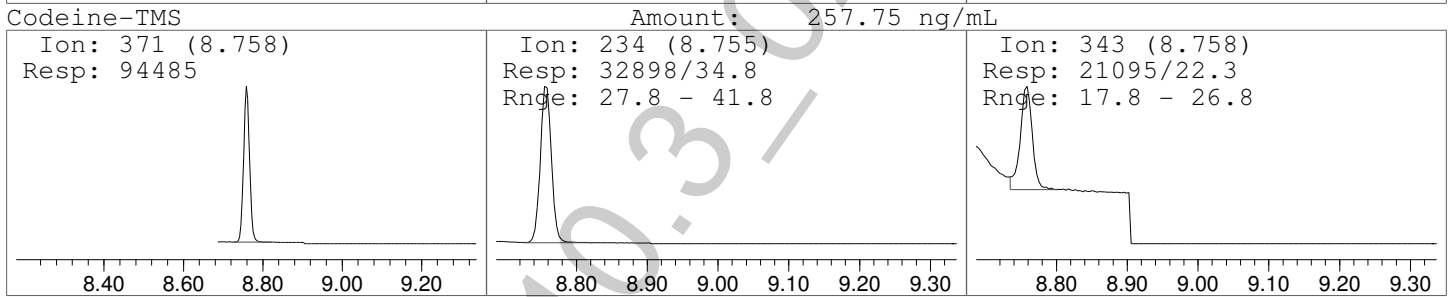 Codeine-TMS Amount: 257.75 ng/mL
Ion: 371 (8.758)
Resp: 94485
8.40 8.60 8.80 9.00 9.20
Ion: 234 (8.755)
Resp: 32898/34.8
Rnge: 27.8 - 41.8
8.80 8.90 9.00 9.10 9.20 9.30
Ion: 343 (8.758)
Resp: 21095/22.3
Rnge: 17.8 - 26.8
8.80 8.90 9.00 9.10 9.20 9.30